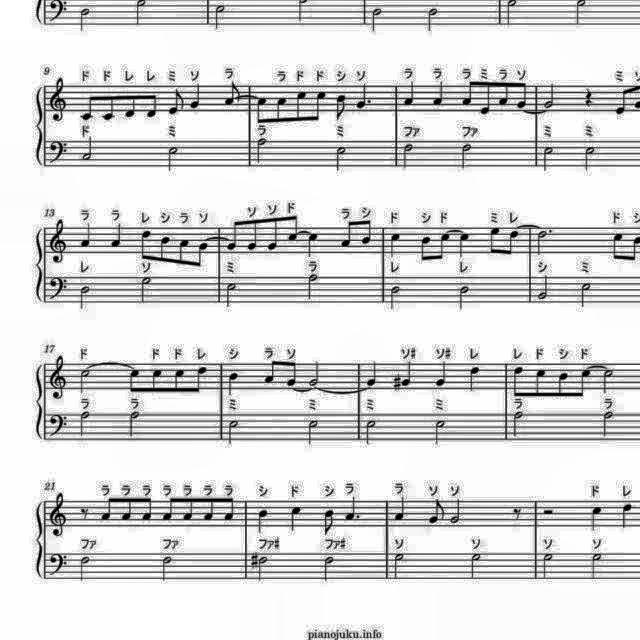 9
ド ド レ レ ミ ソ ラ ラ ド ド シ ソ ラ ラ ラ ミ ラ ソ ミ
ド ミ ラ ミ ファ ファ ミ ミ
13
ラ ラ レ シ ラ ソ ソ ソ ド ラ シ ド シ ド ミ レ ド
レ ソ ミ ラ レ レ シ ミ
17
ド ド ド レ シ ラ ソ ソ# ソ# レ レ ド シ ド
ラ ラ ミ ミ ミ ミ ラ ラ
21
ラ ラ ラ ラ ラ ラ ラ シ ド シ ラ ラ ソ ソ ド レ
ファ ファ ファ# ファ# ソ ソ ソ ソ
pianojuku.info